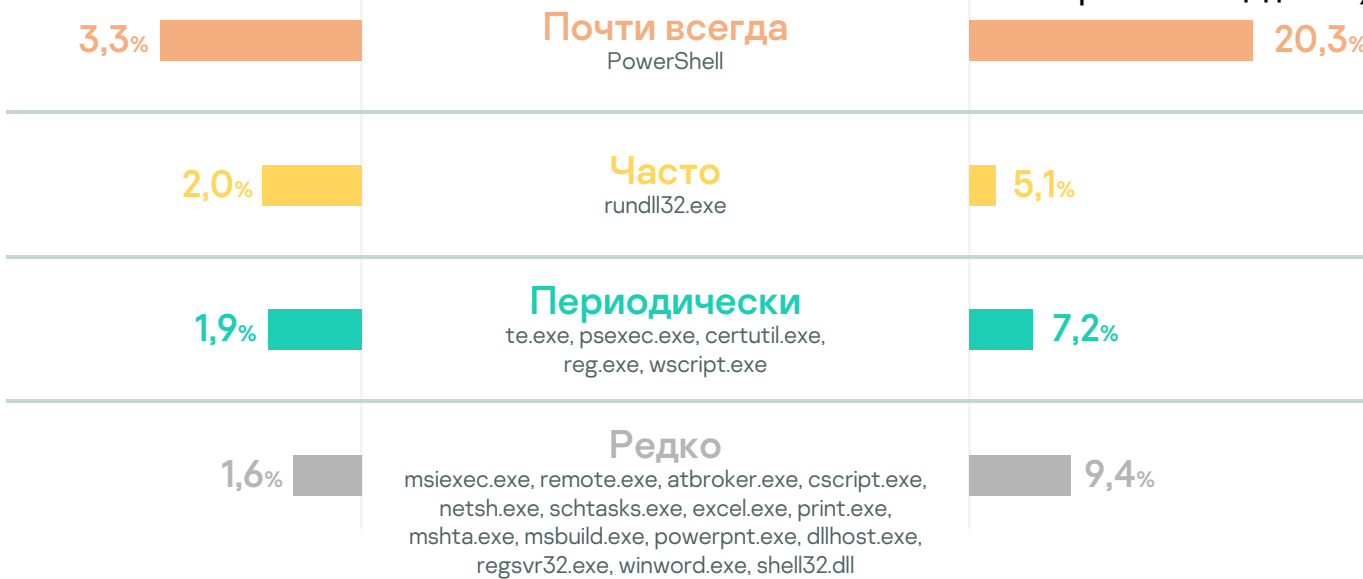 3,3%
Почти всегда
20,3%
PowerShell
2,0%
Часто
5,1%
rundll32.exe
1,9%
Периодически
7,2%
te.exe, psexec.exe, certutil.exe,
reg.exe, wscript.exe
1,6%
Редко
9,4%
msiexec.exe, remote.exe, atbroker.exe, cscript.exe,
netsh.exe, schtasks.exe, excel.exe, print.exe,
mshta.exe, msbuild.exe, powerpnt.exe, dllhost.exe,
regsvr32.exe, winword.exe, shell32.dll